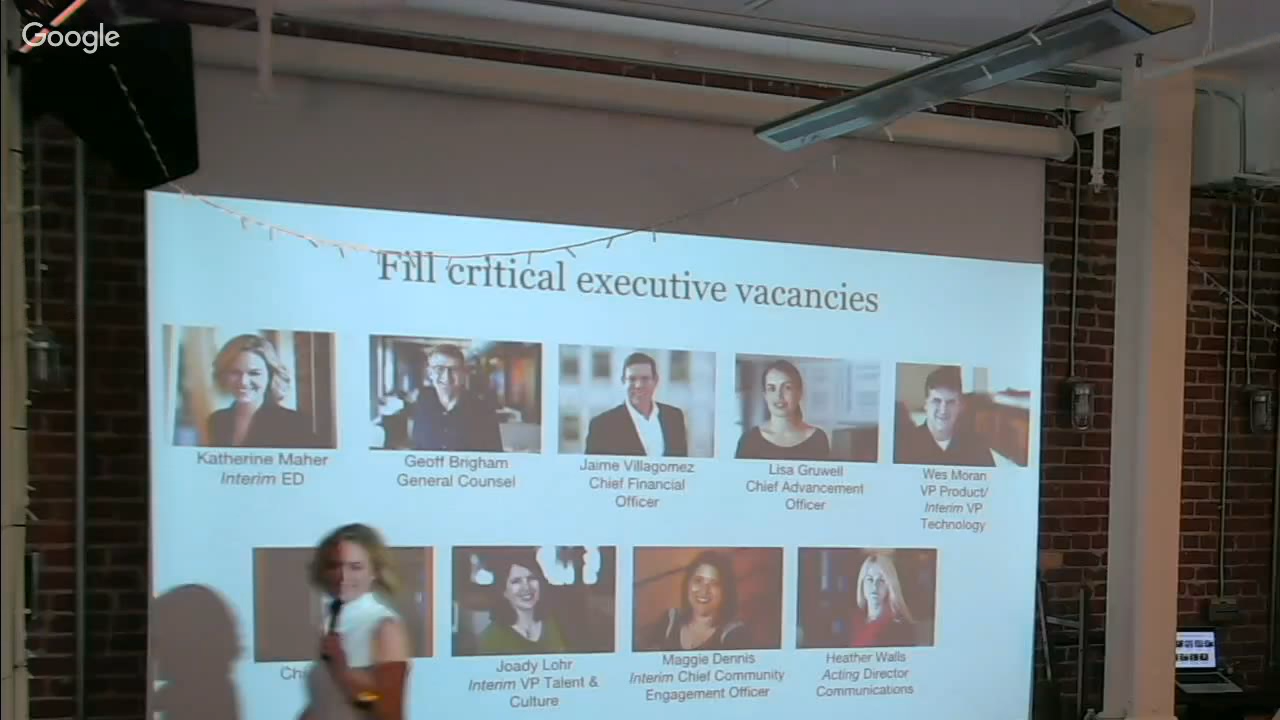 Google
Fill critical executive vacancies
Katherine Maher
Interim ED
Geoff Brigham
General Counsel
Jaime Villagomez
Chief Financial
Officer
Lisa Gruwell
Chief Advancement
Officer
Wes Moran
VP Product/
Interim VP
Technology
Joady Lohr
Interim VP Talent &
Culture
Maggie Dennis
Interim Chief Community
Engagement Officer
Heather Walls
Acting Director
Communications